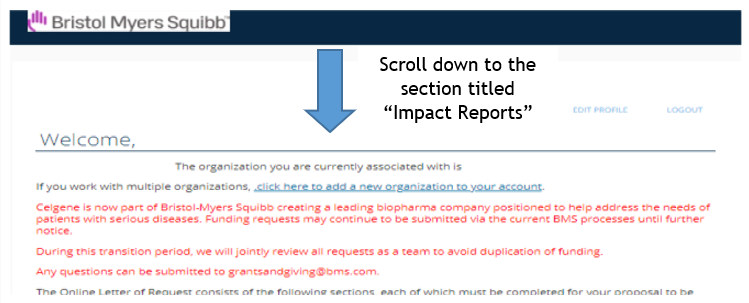 Bristol Myers Squibb™
Scroll down to the
section titled
“Impact Reports”
EDIT PROFILE LOGOUT
Welcome,
The organization you are currently associated with is
If you work with multiple organizations, click here to add a new organization to your account.
Celgene is now part of Bristol-Myers Squibb creating a leading biopharma company positioned to help address the needs of
patients with serious diseases. Funding requests may continue to be submitted via the current BMS processes until further
notice.
During this transition period, we will jointly review all requests as a team to avoid duplication of funding.
Any questions can be submitted to grantsandgiving@bms.com.
The Online Letter of Request consists of the following sections, each of which must be completed for your proposal to be